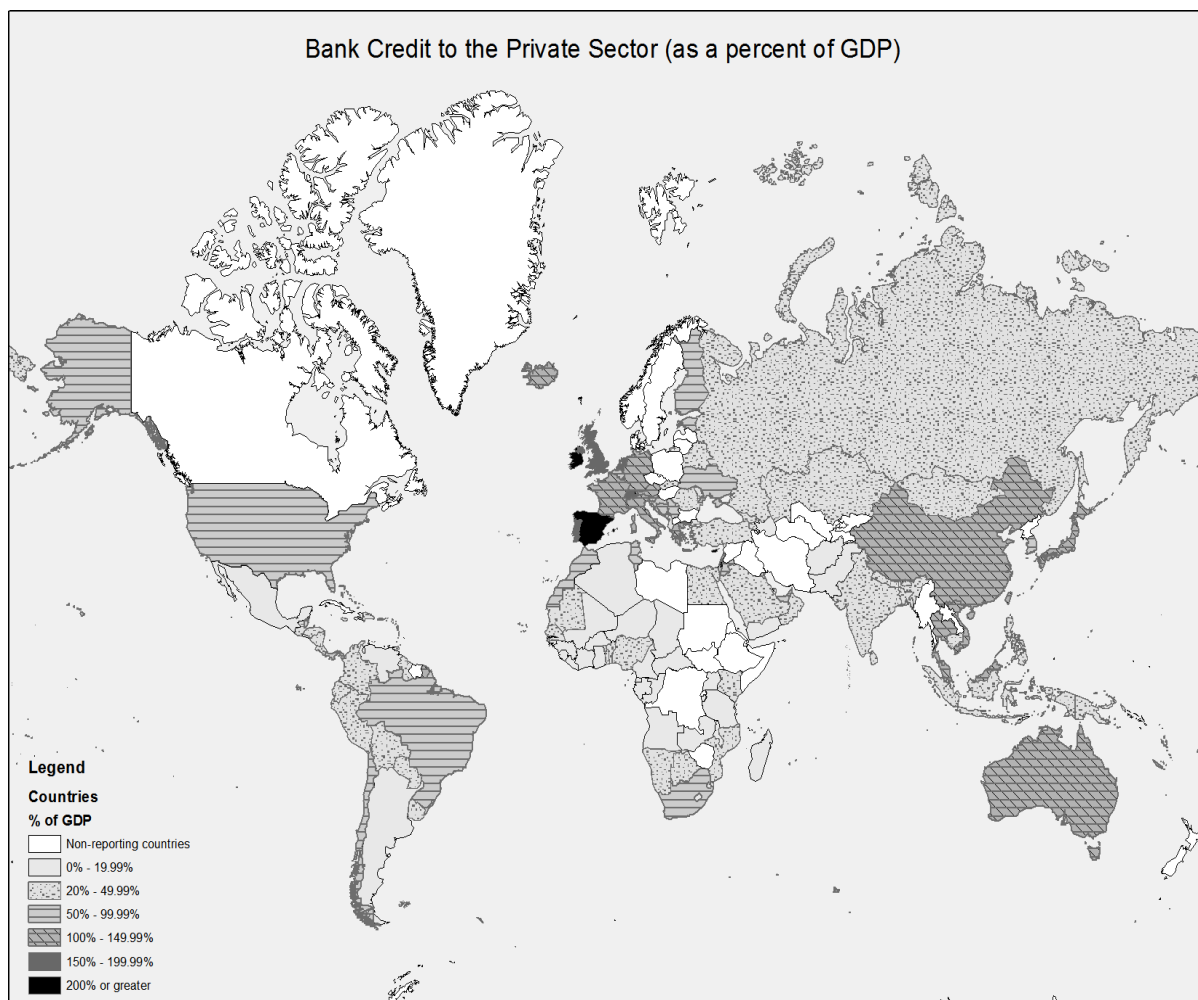 Bank Credit to the Private Sector (as a percent of GDP)
Legend
Countries
% of GDP
Non-reporting countries
0% - 19.99%
20% - 49.99%
50% - 99.99%
100% - 149.99%
150% - 199.99%
200% or greater